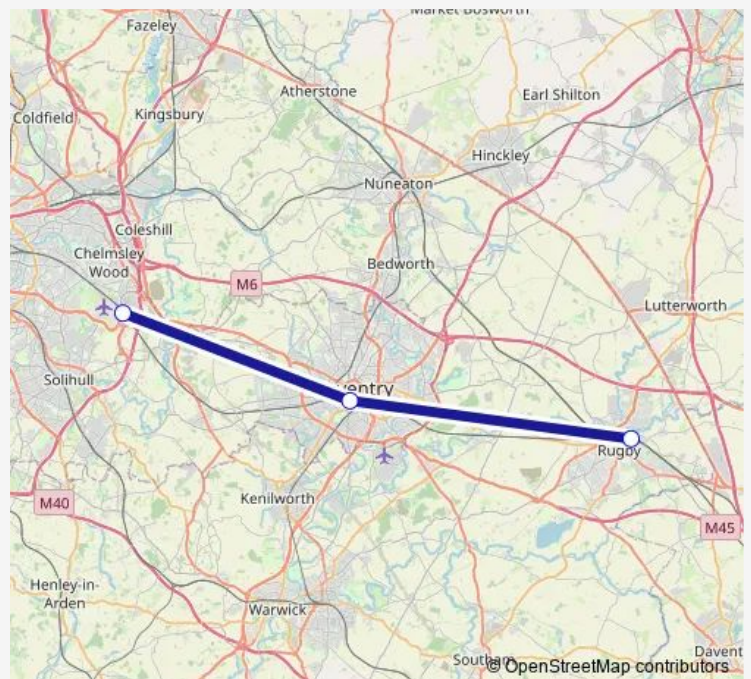 Market Bosworth
Fazeley
Atherstone
Earl Shilton
Coldfield
Kingsbury
Hinckley
Nuneaton
Coleshill
Chelmsley
Wood
Bedworth
M6
Lutterworth
Solihull
ventry
Rugby
Kenilworth
M40
M45
Henley-in-
Arden
Warwick
Southam
Davent
© OpenStreetMap contributors